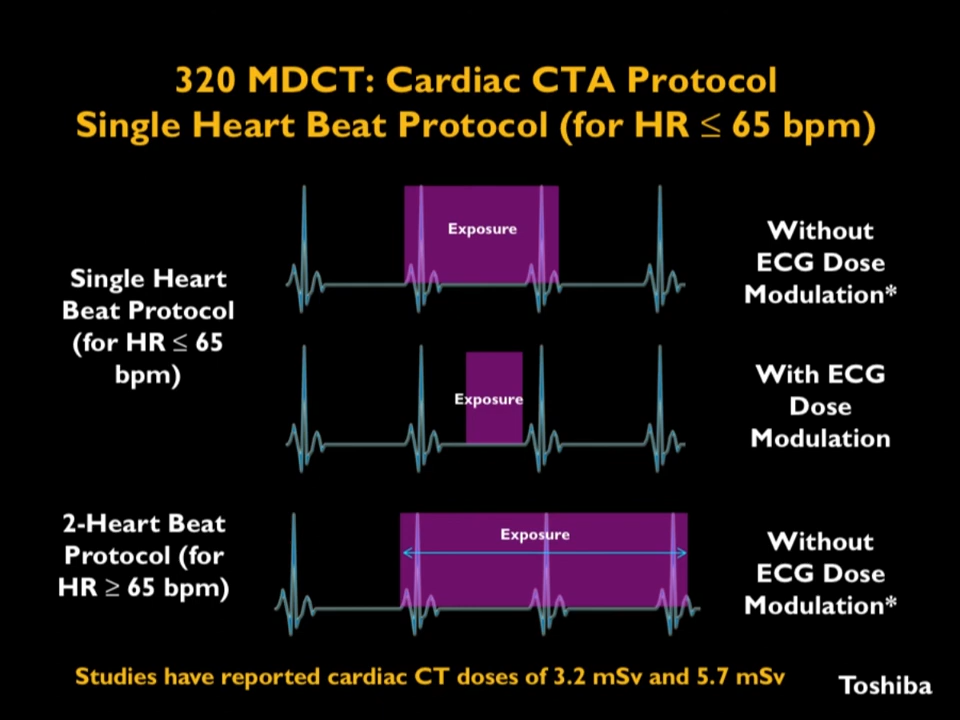 320 MDCT: Cardiac CTA Protocol
Single Heart Beat Protocol (for HR ≤ 65 bpm)
Exposure
Without
ECG Dose
Modulation*
Single Heart
Beat Protocol
(for HR ≤ 65
bpm)
Exposure
With ECG
Dose
Modulation
2-Heart Beat
Protocol (for
HR ≥ 65 bpm)
Exposure
Without
ECG Dose
Modulation*
Studies have reported cardiac CT doses of 3.2 mSv and 5.7 mSv
Toshiba